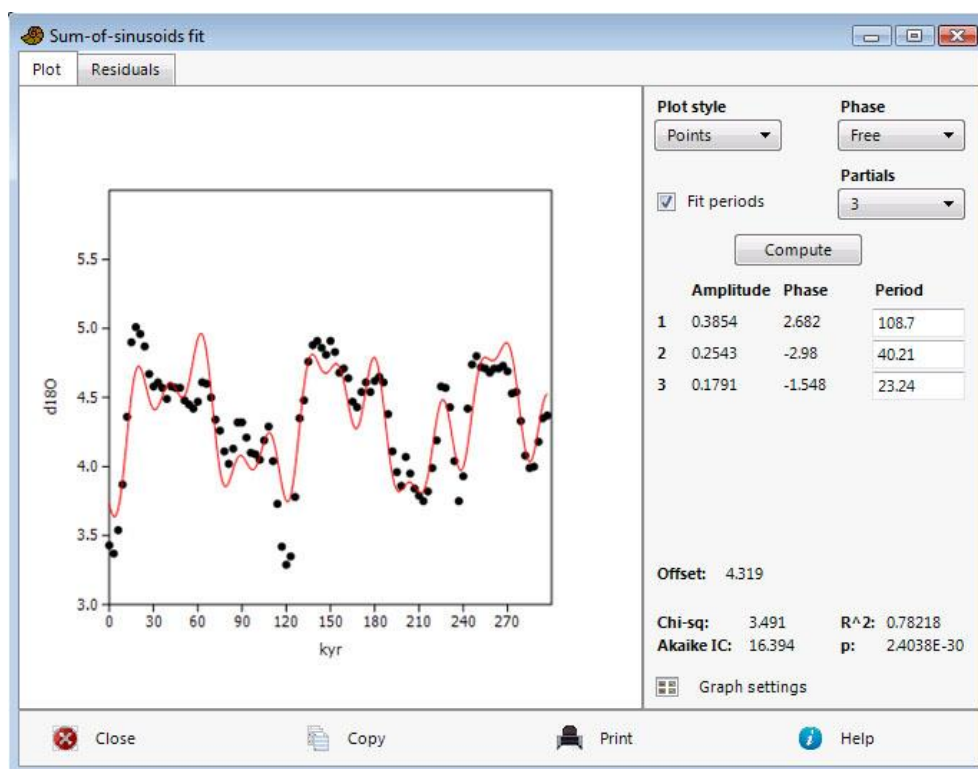 Sum-of-sinusoids fit
Plot Residuals
Plot style Phase
Points Free
Partials
Fit periods 3
Compute
Amplitude Phase Period
1 0.3854 2.682 108.7
2 0.2543 -2.98 40.21
3 0.1791 -1.548 23.24
Offset: 4.319
Chi-sq: 3.491 R^2: 0.78218
Akaike IC: 16.394 p: 2.4038E-30
Graph settings
5.5
5.0
4.5
4.0
3.5
3.0
d18O
0 30 60 90 120 150 180 210 240 270
kyr
Close Copy Print Help